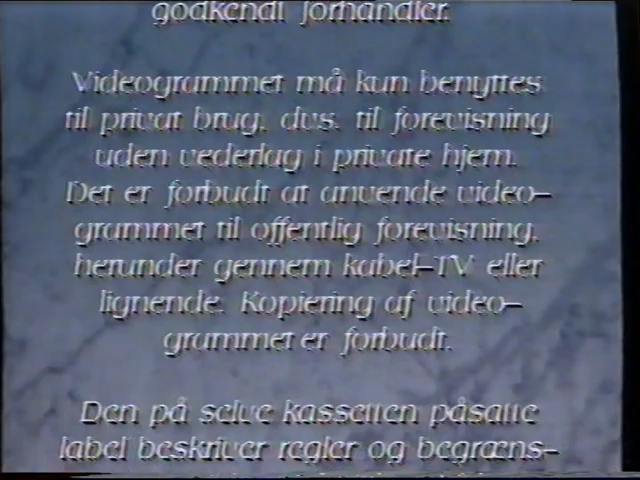 godkendt forhandler.
Videogrammet må kun benyttes
til privat brug, dvs. til forevisning
uden vederlag i private hjem.
Det er forbudt at anvende video–
grammet til offentlig forevisning,
herunder gennem kabel–TV eller
lignende. Kopiering af video–
grammet er forbudt.
Den på selve kassetten påsatte
label beskriver regler og begræns–